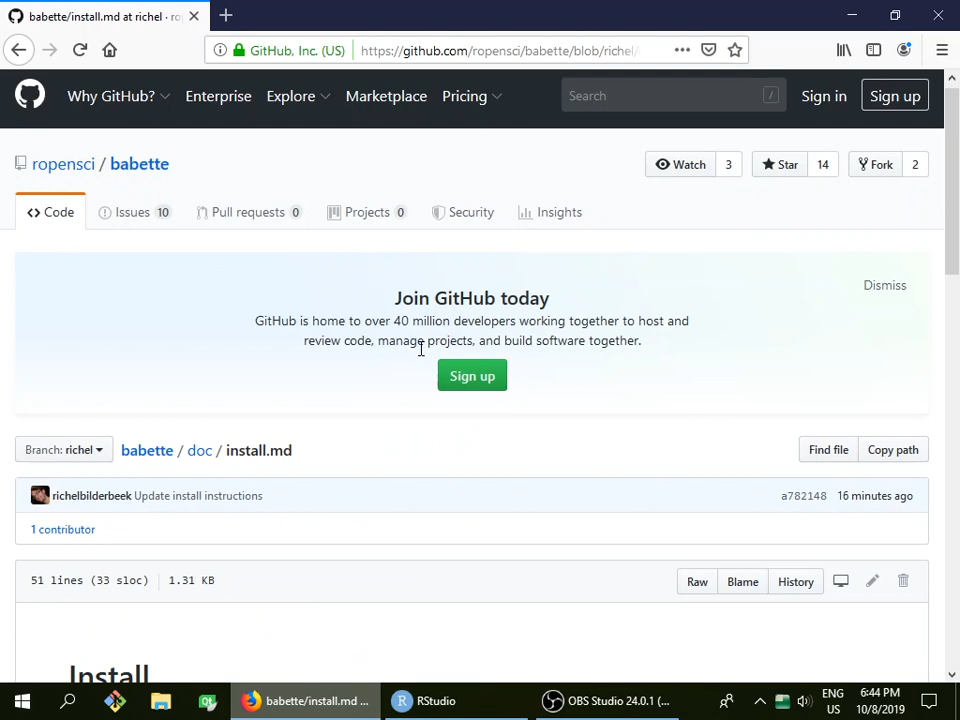 babette/install.md at richel · ro
GitHub, Inc. (US)
https://github.com/ropensci/babette/blob/richel/
Why GitHub?
Enterprise
Explore
Marketplace
Pricing
Search
/
Sign in
Sign up
ropensci / babette
Watch 3
Star 14
Fork 2
Code
Issues 10
Pull requests 0
Projects 0
Security
Insights
Join GitHub today
Dismiss
GitHub is home to over 40 million developers working together to host and
review code, manage projects, and build software together.
Sign up
Branch: richel
babette / doc / install.md
Find file
Copy path
richelbilderbeek Update install instructions
a782148 16 minutes ago
1 contributor
51 lines (33 sloc) 1.31 KB
Raw
Blame
History
Install
babette/install.md ...
RStudio
OBS Studio 24.0.1 (...
ENG
US
6:44 PM
10/8/2019